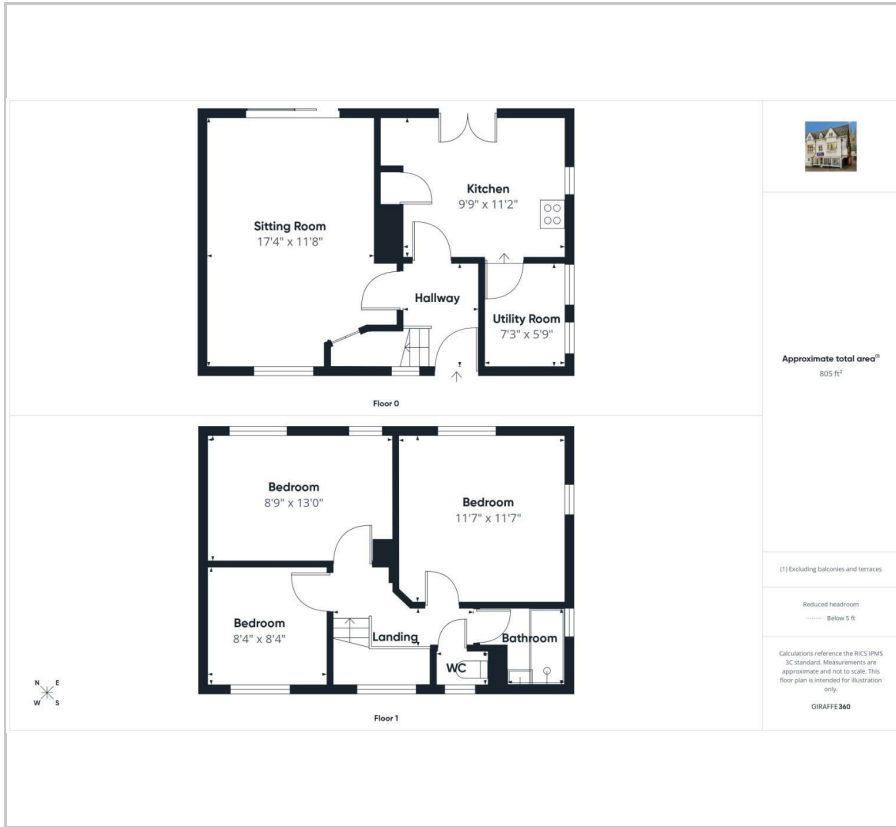 Sitting Room
17'4" x 11'8"
Kitchen
9'9" x 11'2"
Hallway
Utility Room
7'3" x 5'9"
Floor 0
Bedroom
8'9" x 13'0"
Bedroom
11'7" x 11'7"
Bedroom
8'4" x 8'4"
Landing
Bathroom
WC
N E
W S
Floor 1
Approximate total area⁽¹⁾
805 ft²
(1) Excluding balconies and terraces
Reduced headroom
Below 5 ft
Calculations reference the RICS IPMS
3C standard. Measurements are
approximate and not to scale. This
floor plan is intended for illustration
only.
GIRAFFE360